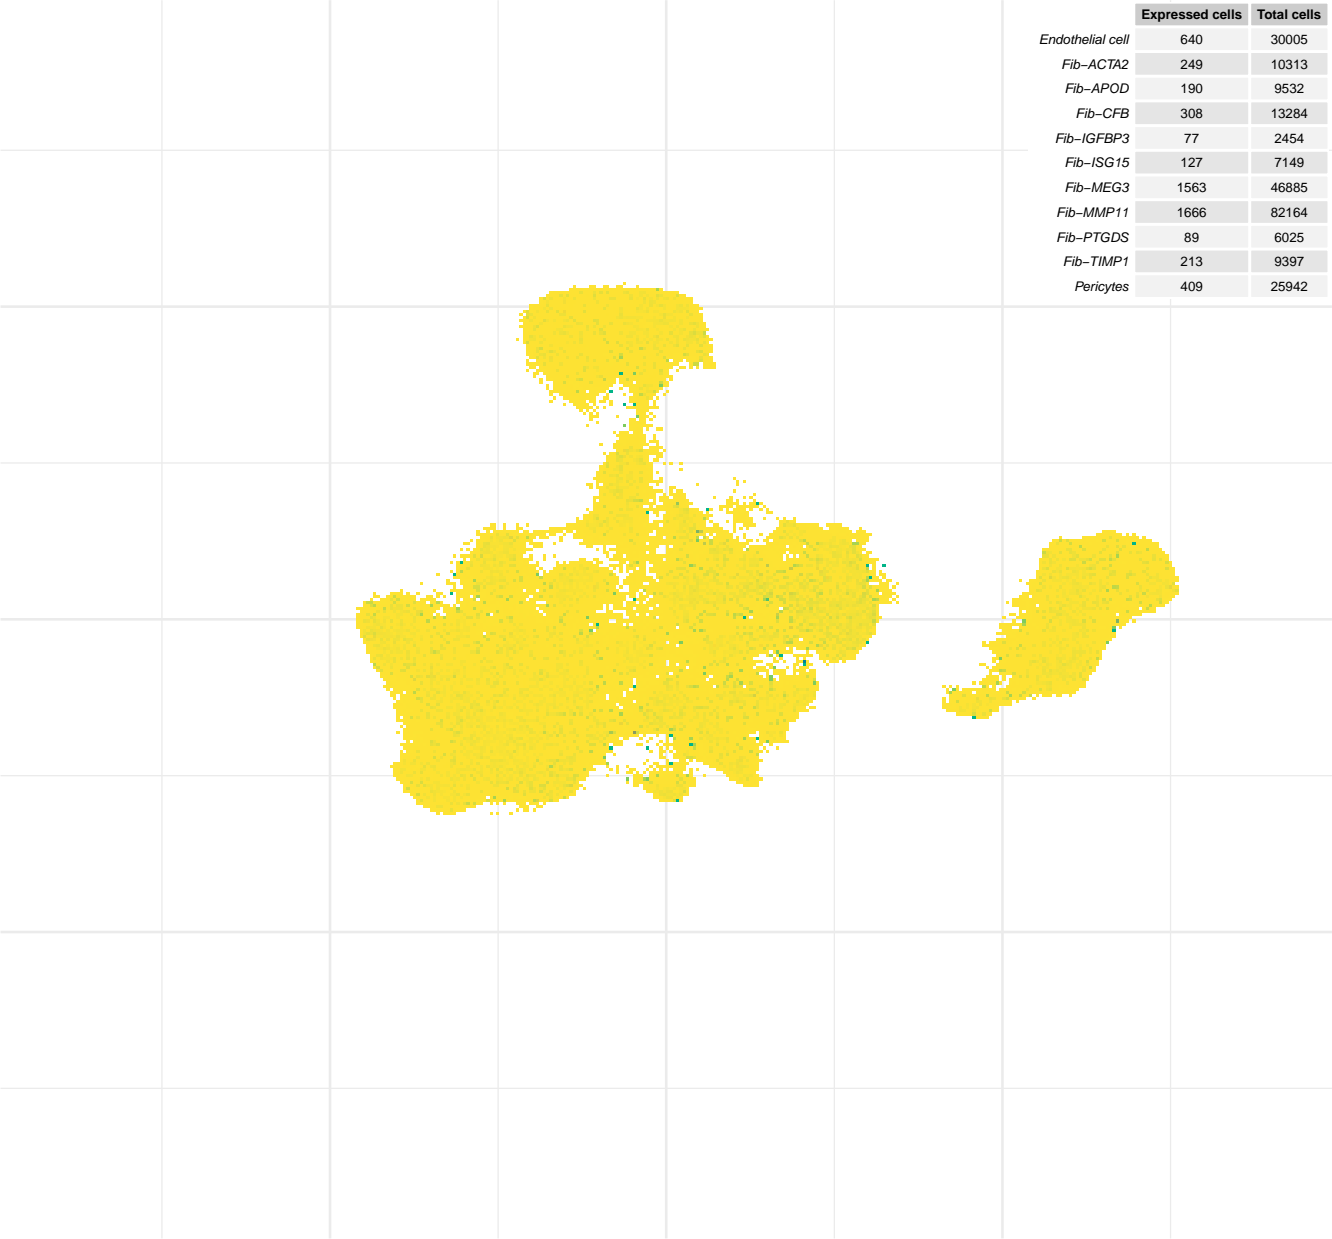 Expressed cells Total cells
Endothelial cell 640 30005
Fib−ACTA2 249 10313
Fib−APOD 190 9532
Fib−CFB 308 13284
Fib−IGFBP3 77 2454
Fib−ISG15 127 7149
Fib−MEG3 1563 46885
Fib−MMP11 1666 82164
Fib−PTGDS 89 6025
Fib−TIMP1 213 9397
Pericytes 409 25942